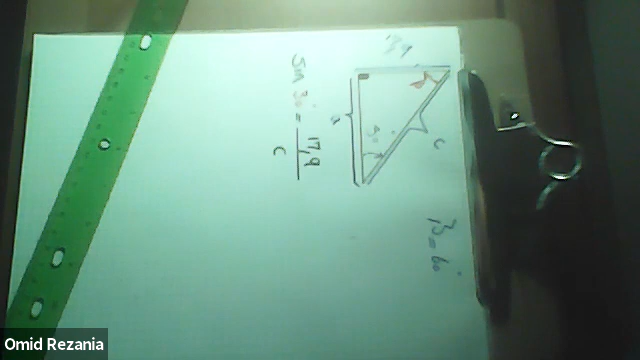 17,9
a
30°
c
β = 60°
Sin 30° = 17,9 / c
Omid Rezania